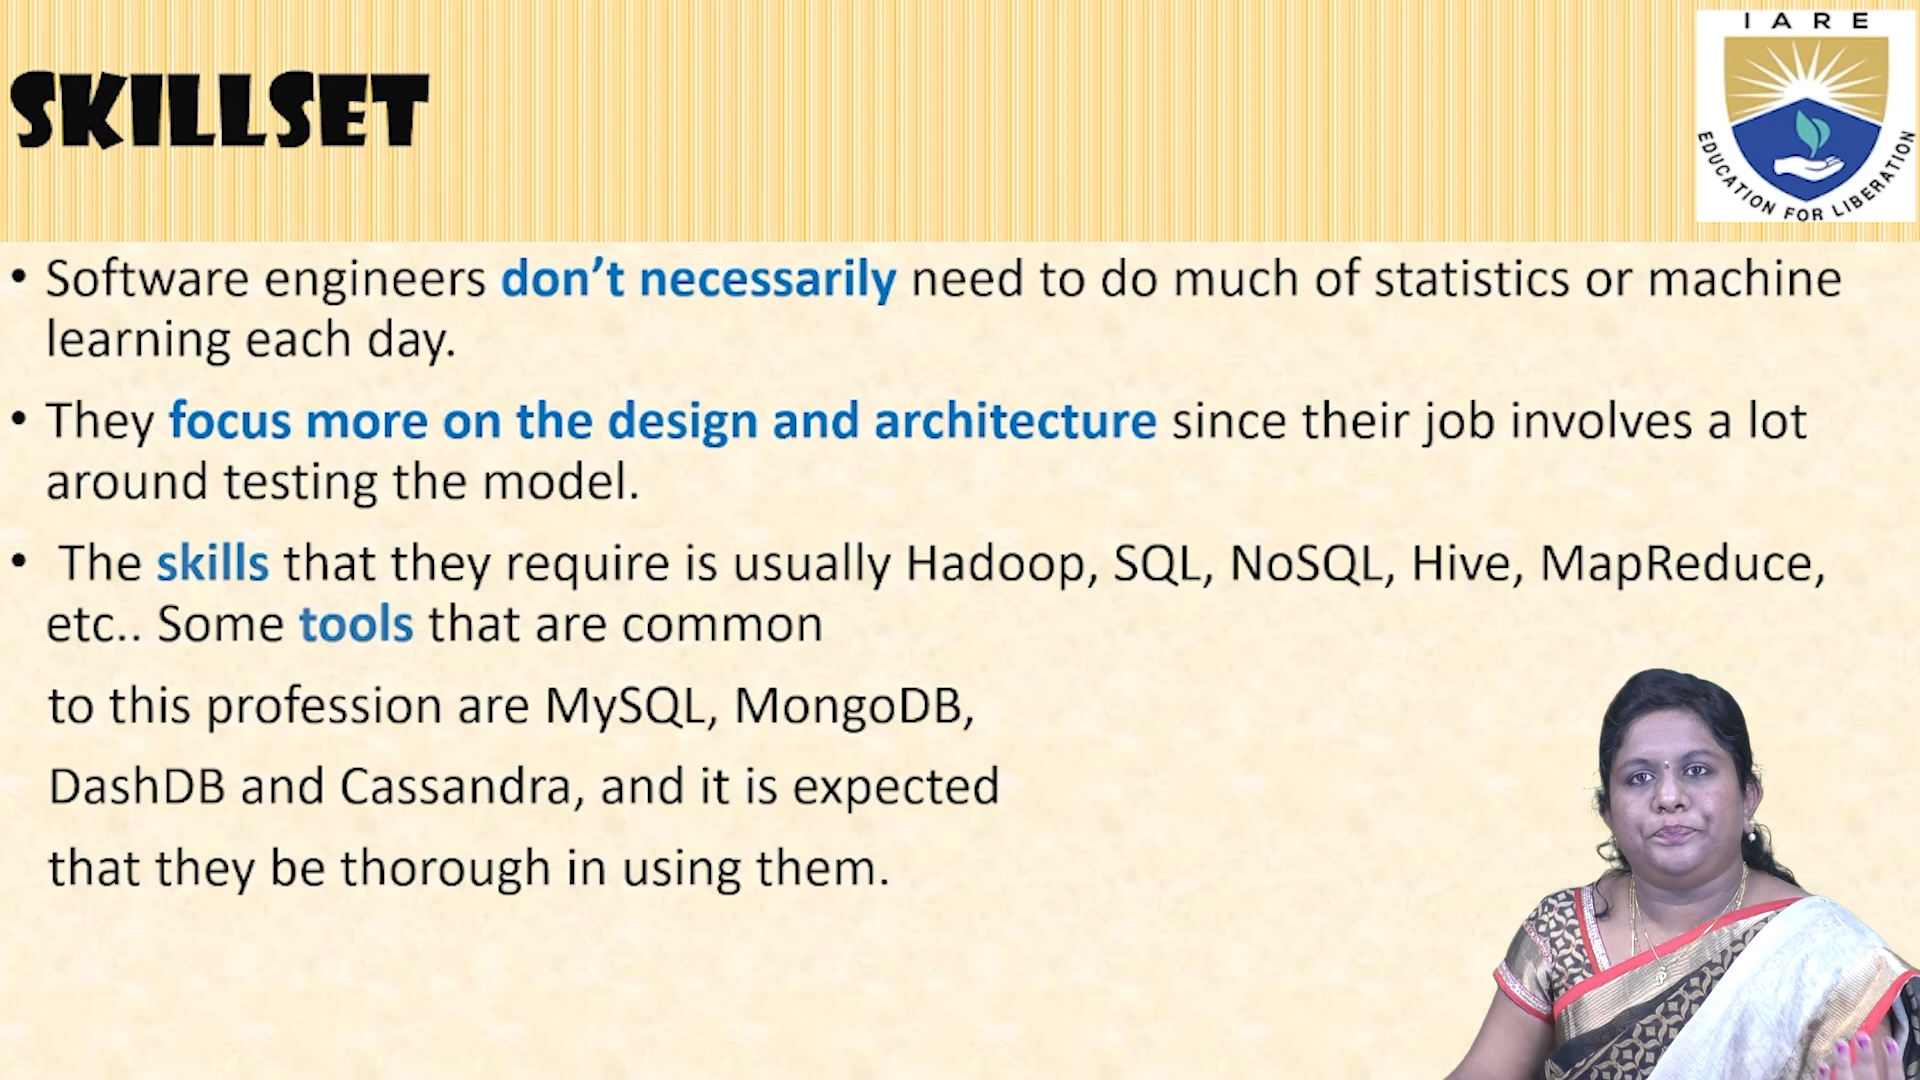 IARE
EDUCATION FOR LIBERATION
SKILLSET
• Software engineers don’t necessarily need to do much of statistics or machine
learning each day.
• They focus more on the design and architecture since their job involves a lot
around testing the model.
• The skills that they require is usually Hadoop, SQL, NoSQL, Hive, MapReduce,
etc.. Some tools that are common
to this profession are MySQL, MongoDB,
DashDB and Cassandra, and it is expected
that they be thorough in using them.